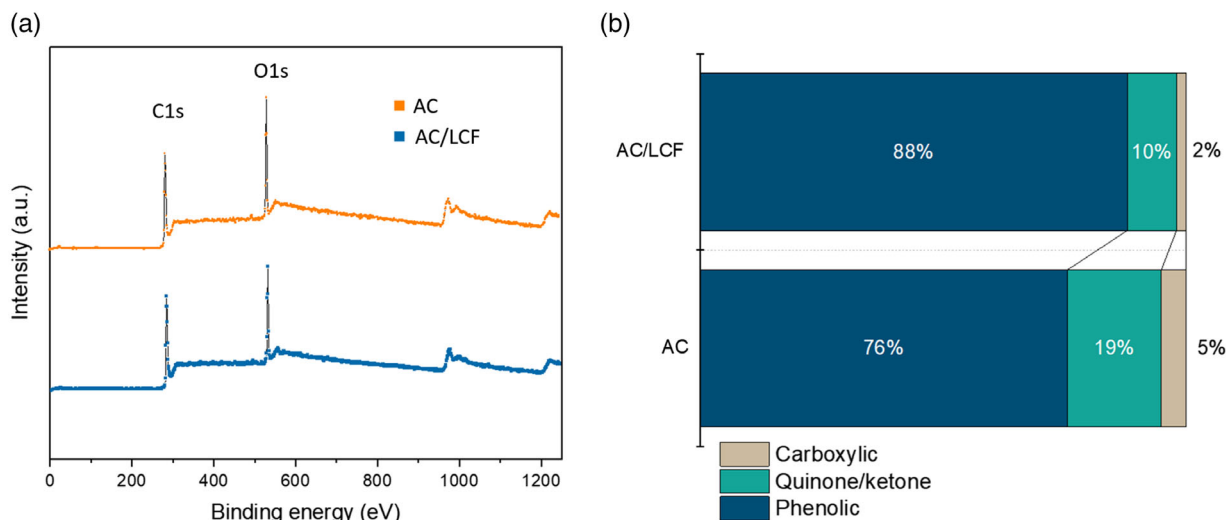 (a)
C1s
O1s
AC
AC/LCF
Intensity (a.u.)
0
200
400
600
800
1000
1200
Binding energy (eV)
(b)
AC/LCF
88%
10%
2%
AC
76%
19%
5%
Carboxylic
Quinone/ketone
Phenolic